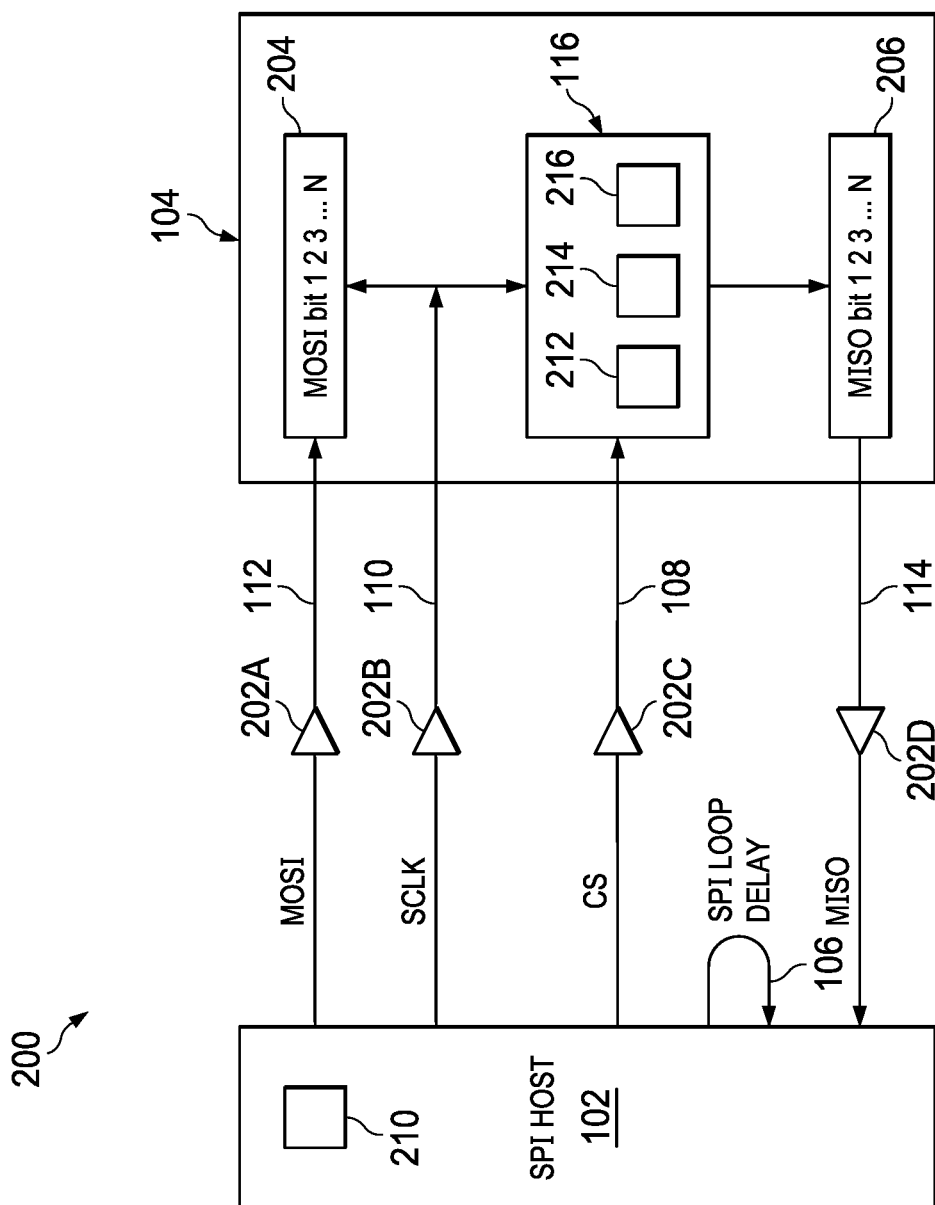 200
104
204
MOSI bit 1 2 3 ... N
MOSI
202A
112
SCLK
202B
110
116
212
214
216
CS
202C
108
210
SPI HOST
102
SPI LOOP
DELAY
106
MISO
202D
114
MISO bit 1 2 3 ... N
206